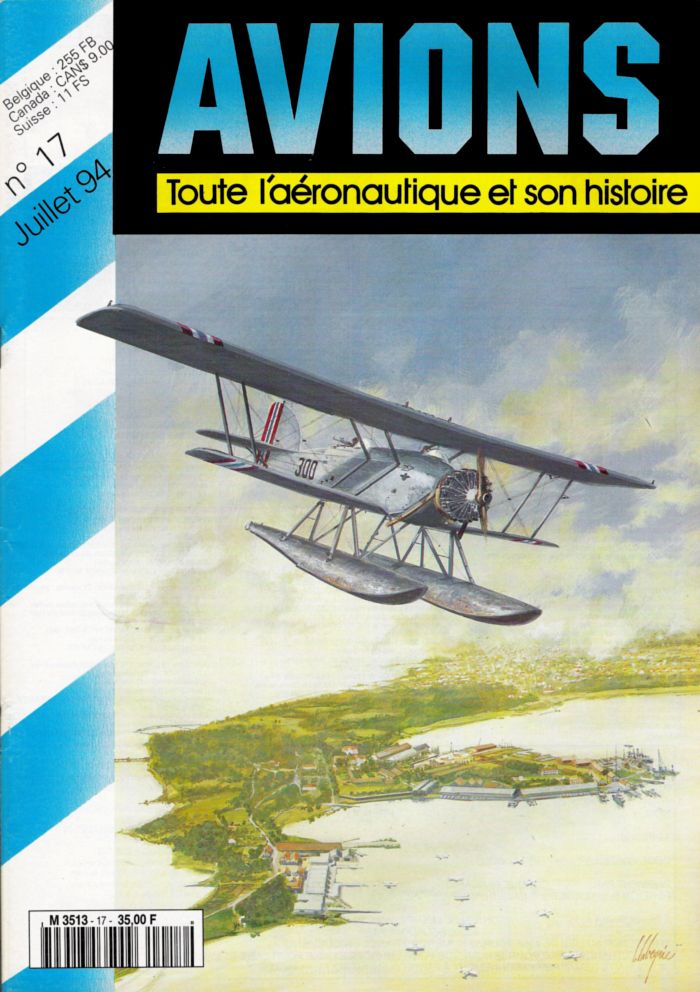 Belgique : 255 FB
Canada : CAN$ 9.00
Suisse : 11 FS
n° 17
Juillet 94
AVIONS
Toute l'aéronautique et son histoire
300
M 3513 - 17 - 35,00 F